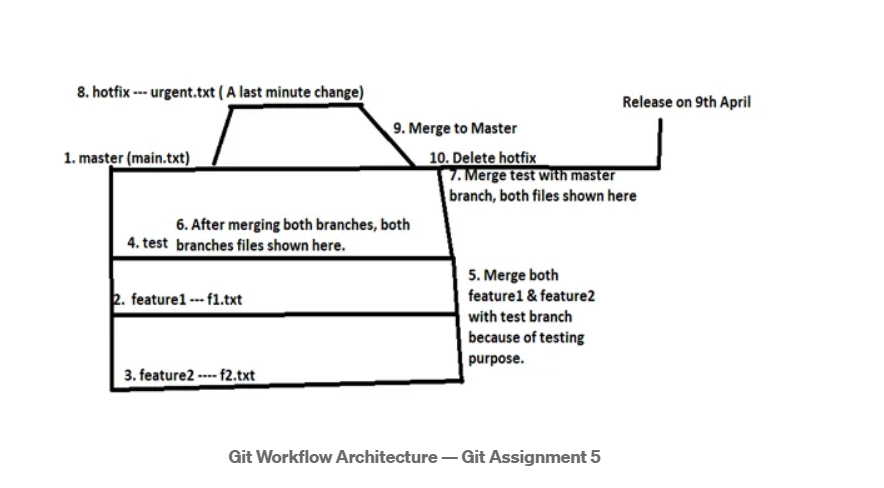 8. hotfix --- urgent.txt ( A last minute change)
Release on 9th April
9. Merge to Master
1. master (main.txt)
10. Delete hotfix
7. Merge test with master
branch, both files shown here
6. After merging both branches, both
4. test branches files shown here.
5. Merge both
feature1 & feature2
with test branch
because of testing
purpose.
2. feature1 --- f1.txt
3. feature2 ---- f2.txt
Git Workflow Architecture — Git Assignment 5